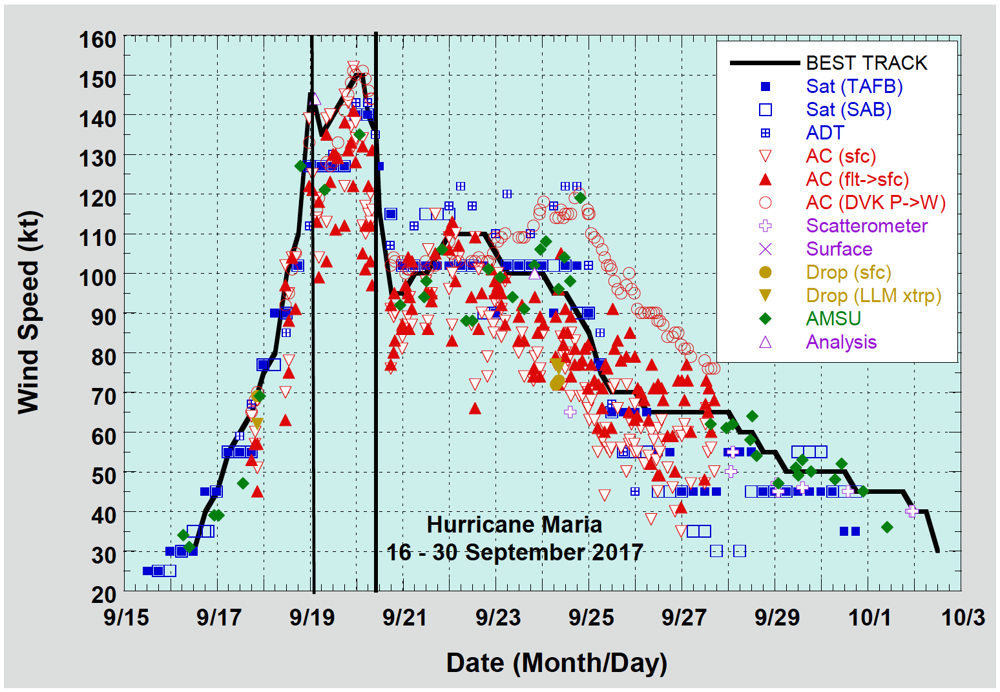 160
150
140
130
120
110
100
90
80
70
60
50
40
30
20
Wind Speed (kt)
BEST TRACK
Sat (TAFB)
Sat (SAB)
ADT
AC (sfc)
AC (flt->sfc)
AC (DVK P->W)
Scatterometer
Surface
Drop (sfc)
Drop (LLM xtrp)
AMSU
Analysis
Hurricane Maria
16 - 30 September 2017
9/15 9/17 9/19 9/21 9/23 9/25 9/27 9/29 10/1 10/3
Date (Month/Day)